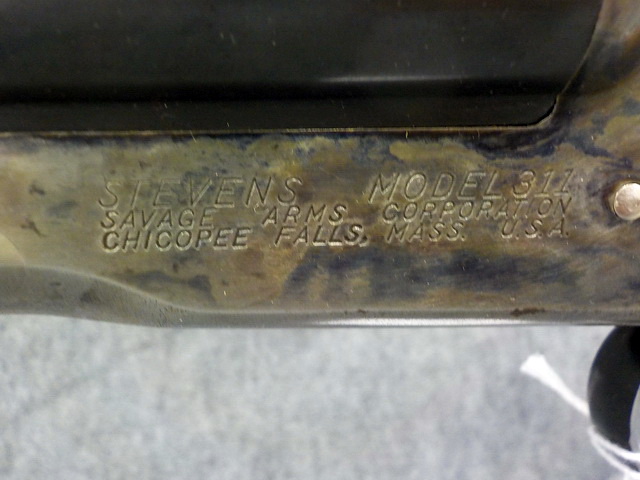 STEVENS MODEL 311
SAVAGE ARMS CORPORATION
CHICOPEE FALLS, MASS. U.S.A.